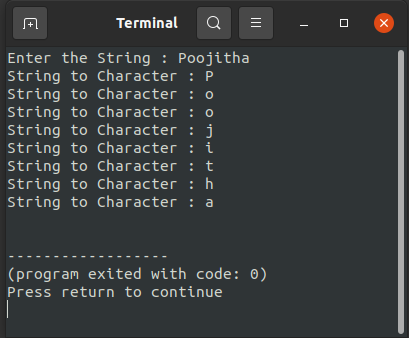 Terminal
Enter the String : Poojitha
String to Character : P
String to Character : o
String to Character : o
String to Character : j
String to Character : i
String to Character : t
String to Character : h
String to Character : a
------------------
(program exited with code: 0)
Press return to continue